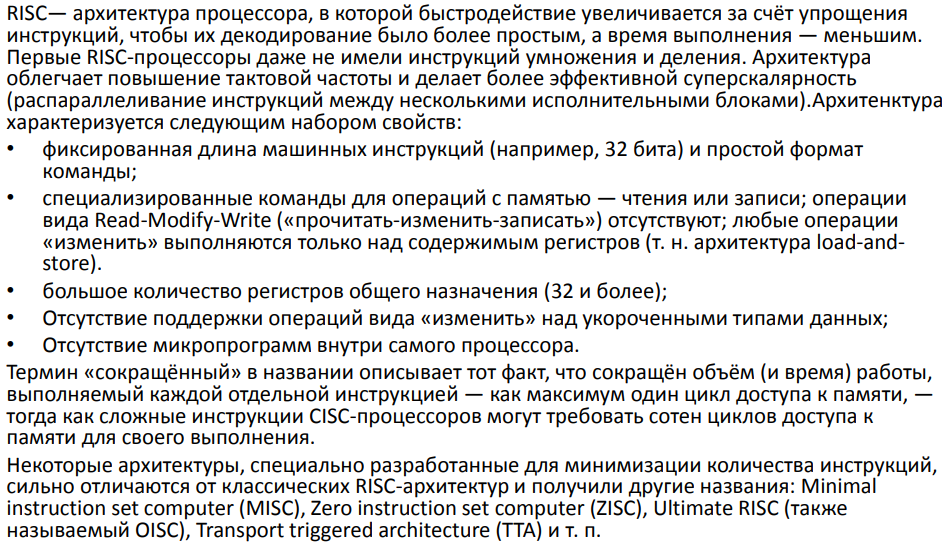 RISC— архитектура процессора, в которой быстродействие увеличивается за счёт упрощения
инструкций, чтобы их декодирование было более простым, а время выполнения — меньшим.
Первые RISC-процессоры даже не имели инструкций умножения и деления. Архитектура
облегчает повышение тактовой частоты и делает более эффективной суперскалярность
(распараллеливание инструкций между несколькими исполнительными блоками).Архитенктура
характеризуется следующим набором свойств:
• фиксированная длина машинных инструкций (например, 32 бита) и простой формат
команды;
• специализированные команды для операций с памятью — чтения или записи; операции
вида Read-Modify-Write («прочитать-изменить-записать») отсутствуют; любые операции
«изменить» выполняются только над содержимым регистров (т. н. архитектура load-and-
store).
• большое количество регистров общего назначения (32 и более);
• Отсутствие поддержки операций вида «изменить» над укороченными типами данных;
• Отсутствие микропрограмм внутри самого процессора.
Термин «сокращённый» в названии описывает тот факт, что сокращён объём (и время) работы,
выполняемый каждой отдельной инструкцией — как максимум один цикл доступа к памяти, —
тогда как сложные инструкции CISC-процессоров могут требовать сотен циклов доступа к
памяти для своего выполнения.
Некоторые архитектуры, специально разработанные для минимизации количества инструкций,
сильно отличаются от классических RISC-архитектур и получили другие названия: Minimal
instruction set computer (MISC), Zero instruction set computer (ZISC), Ultimate RISC (также
называемый OISC), Transport triggered architecture (TTA) и т. п.